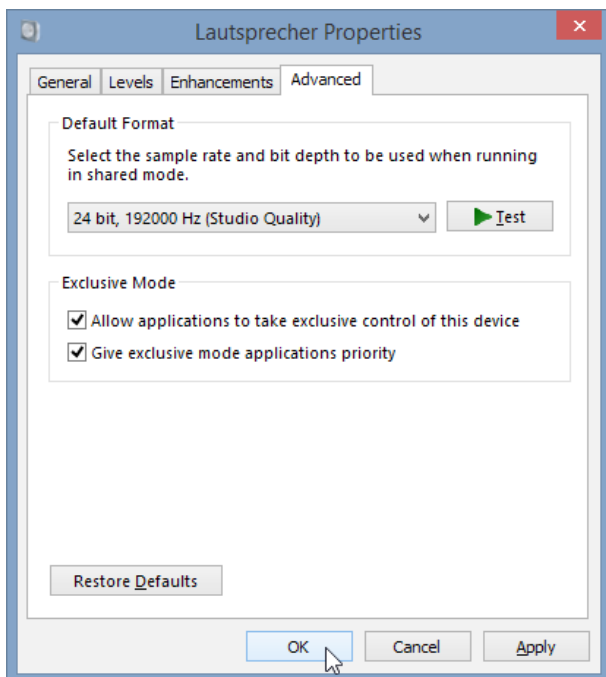 Lautsprecher Properties
General Levels Enhancements Advanced
Default Format
Select the sample rate and bit depth to be used when running
in shared mode.
24 bit, 192000 Hz (Studio Quality) Test
Exclusive Mode
Allow applications to take exclusive control of this device
Give exclusive mode applications priority
Restore Defaults
OK Cancel Apply